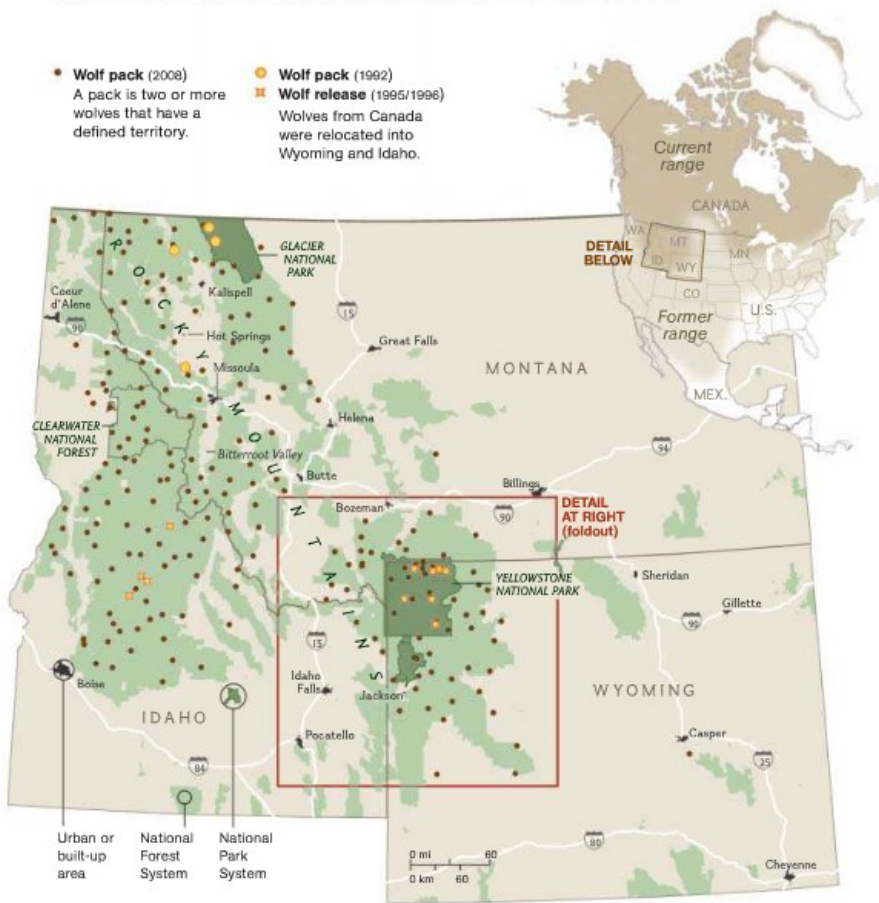 Wolf pack (2008)
A pack is two or more
wolves that have a
defined territory.
Wolf pack (1992)
Wolf release (1995/1996)
Wolves from Canada
were relocated into
Wyoming and Idaho.
Current
range
CANADA
WA
MT
ID
WY
MN
CO
U.S.
Former
range
MEX.
DETAIL
BELOW
ROCKY MOUNTAINS
GLACIER
NATIONAL
PARK
Coeur
d'Alene
90
Kalispell
15
Hot Springs
Great Falls
Missoula
MONTANA
CLEARWATER
NATIONAL
FOREST
Helena
Bitterroot Valley
94
Butte
Billings
Bozeman
90
DETAIL
AT RIGHT
(foldout)
YELLOWSTONE
NATIONAL PARK
Sheridan
Gillette
90
15
Boise
Idaho
Falls
Jackson
WYOMING
IDAHO
Pocatello
Casper
84
25
Urban or
built-up
area
National
Forest
System
National
Park
System
0 mi 60
0 km 60
80
Cheyenne